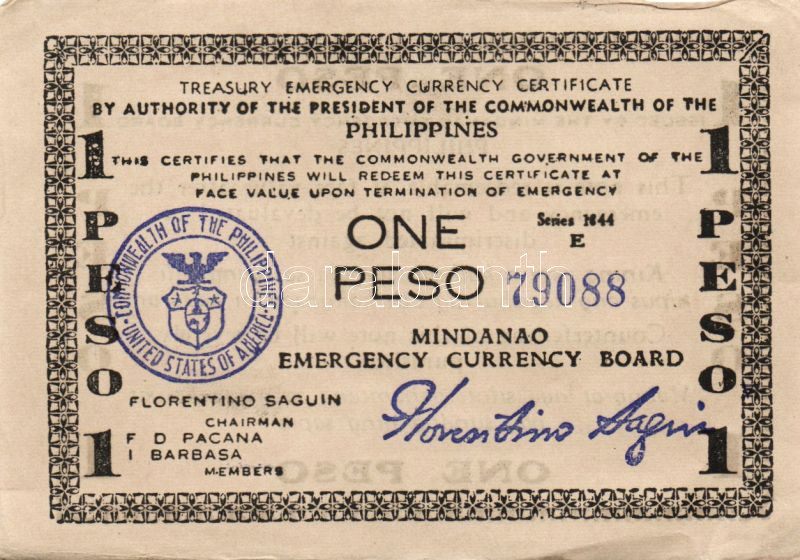 TREASURY EMERGENCY CURRENCY CERTIFICATE
BY AUTHORITY OF THE PRESIDENT OF THE COMMONWEALTH OF THE
PHILIPPINES
THIS CERTIFIES THAT THE COMMONWEALTH GOVERNMENT OF THE
PHILIPPINES WILL REDEEM THIS CERTIFICATE AT
FACE VALUE UPON TERMINATION OF EMERGENCY
1 PESO 1
ONE
PESO
Series 1944
E
79088
1 PESO 1
COMMONWEALTH OF THE PHILIPPINES
UNITED STATES OF AMERICA
darabanth
MINDANAO
EMERGENCY CURRENCY BOARD
FLORENTINO SAGUIN
CHAIRMAN
F D PACANA
I BARBASA
MEMBERS
Florentino Saguin